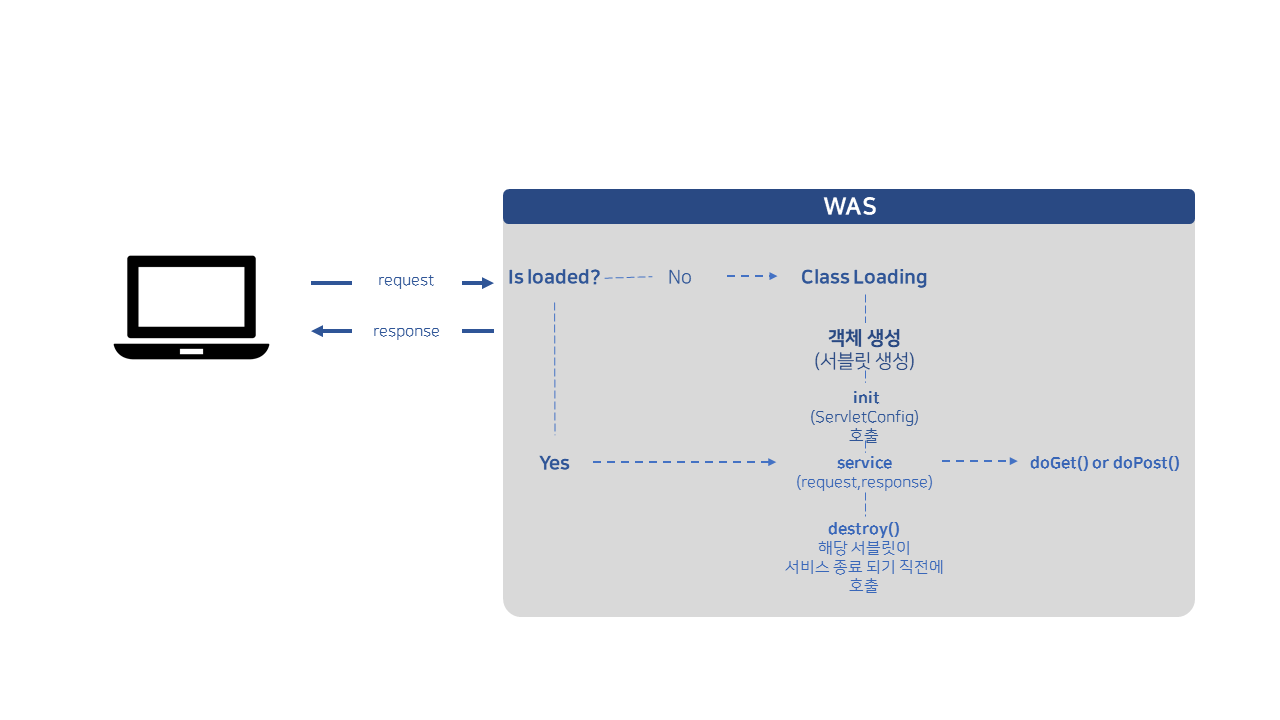 WAS
request
response
Is loaded?
No
Class Loading
객체 생성
(서블릿 생성)
init
(ServletConfig)
호출
Yes
service
(request,response)
doGet() or doPost()
destroy()
해당 서블릿이
서비스 종료 되기 직전에
호출